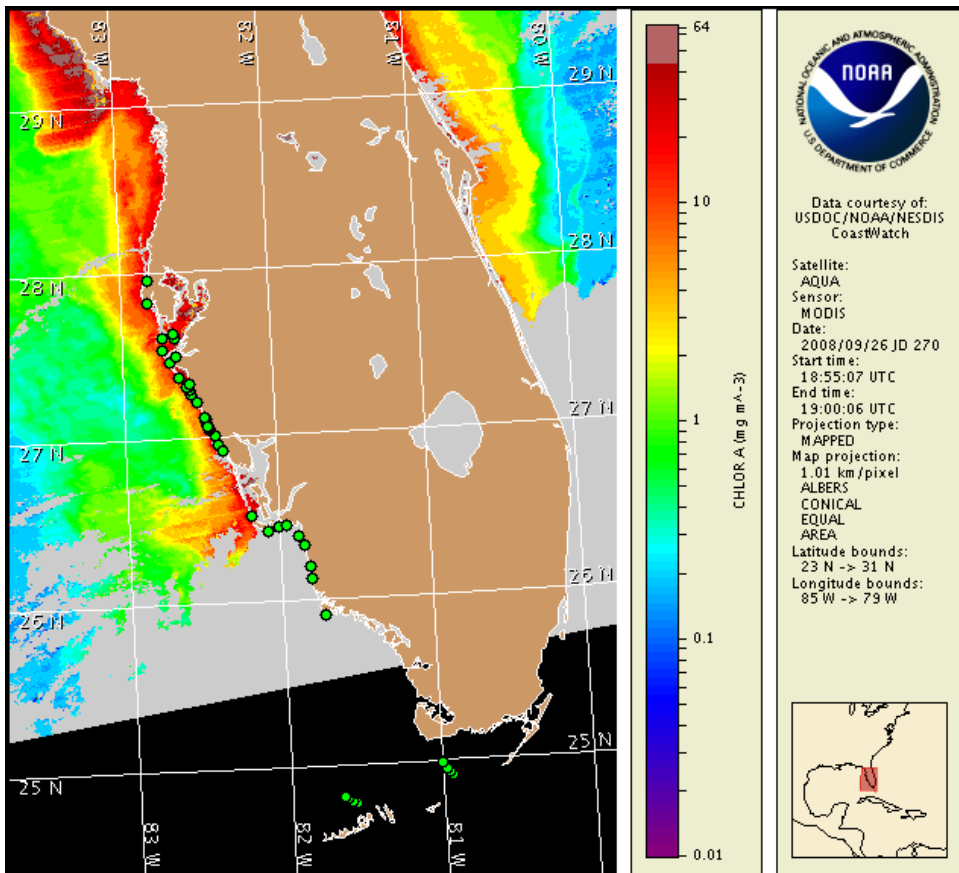 83 W
82 W
81 W
80 W
29 N
29 N
28 N
28 N
27 N
27 N
26 N
26 N
25 N
25 N
83 W
82 W
81 W
64
10
1
0.1
0.01
CHLOR A (mg m^-3)
NATIONAL OCEANIC AND ATMOSPHERIC ADMINISTRATION
NOAA
U.S. DEPARTMENT OF COMMERCE
Data courtesy of:
USDOC/NOAA/NESDIS
CoastWatch
Satellite:
AQUA
Sensor:
MODIS
Date:
2008/09/26 JD 270
Start time:
18:55:07 UTC
End time:
19:00:06 UTC
Projection type:
MAPPED
Map projection:
1.01 km/pixel
ALBERS
CONICAL
EQUAL
AREA
Latitude bounds:
23 N -> 31 N
Longitude bounds:
85 W -> 79 W